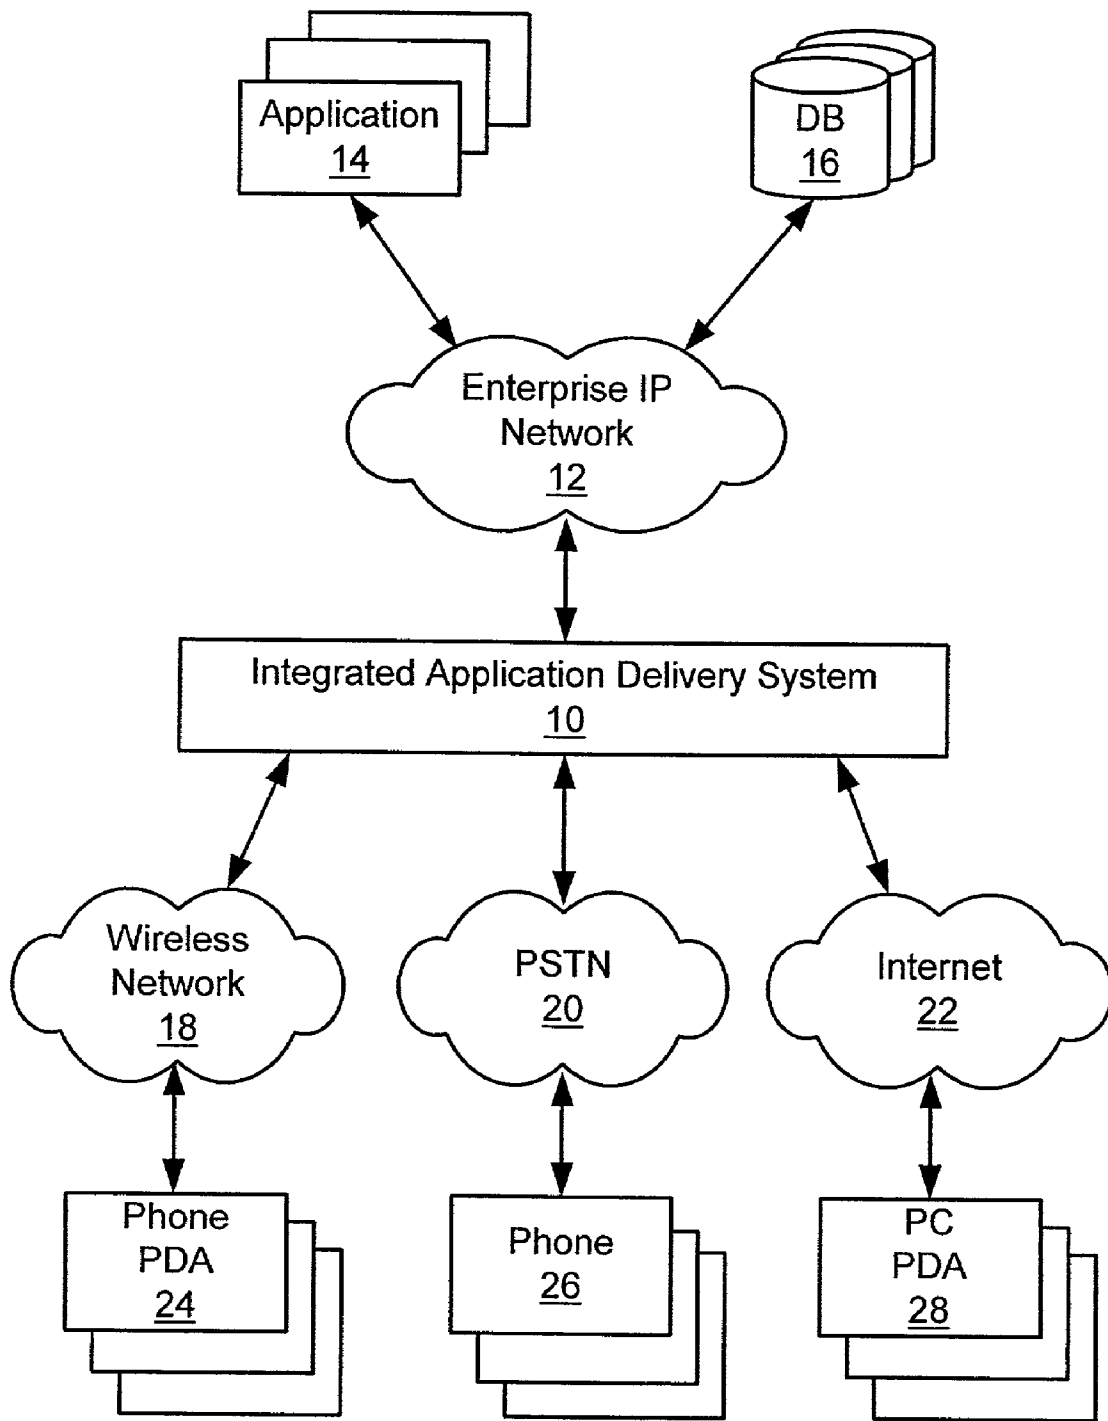 Application
14
DB
16
Enterprise IP
Network
12
Integrated Application Delivery System
10
Wireless
Network
18
PSTN
20
Internet
22
Phone
PDA
24
Phone
26
PC
PDA
28